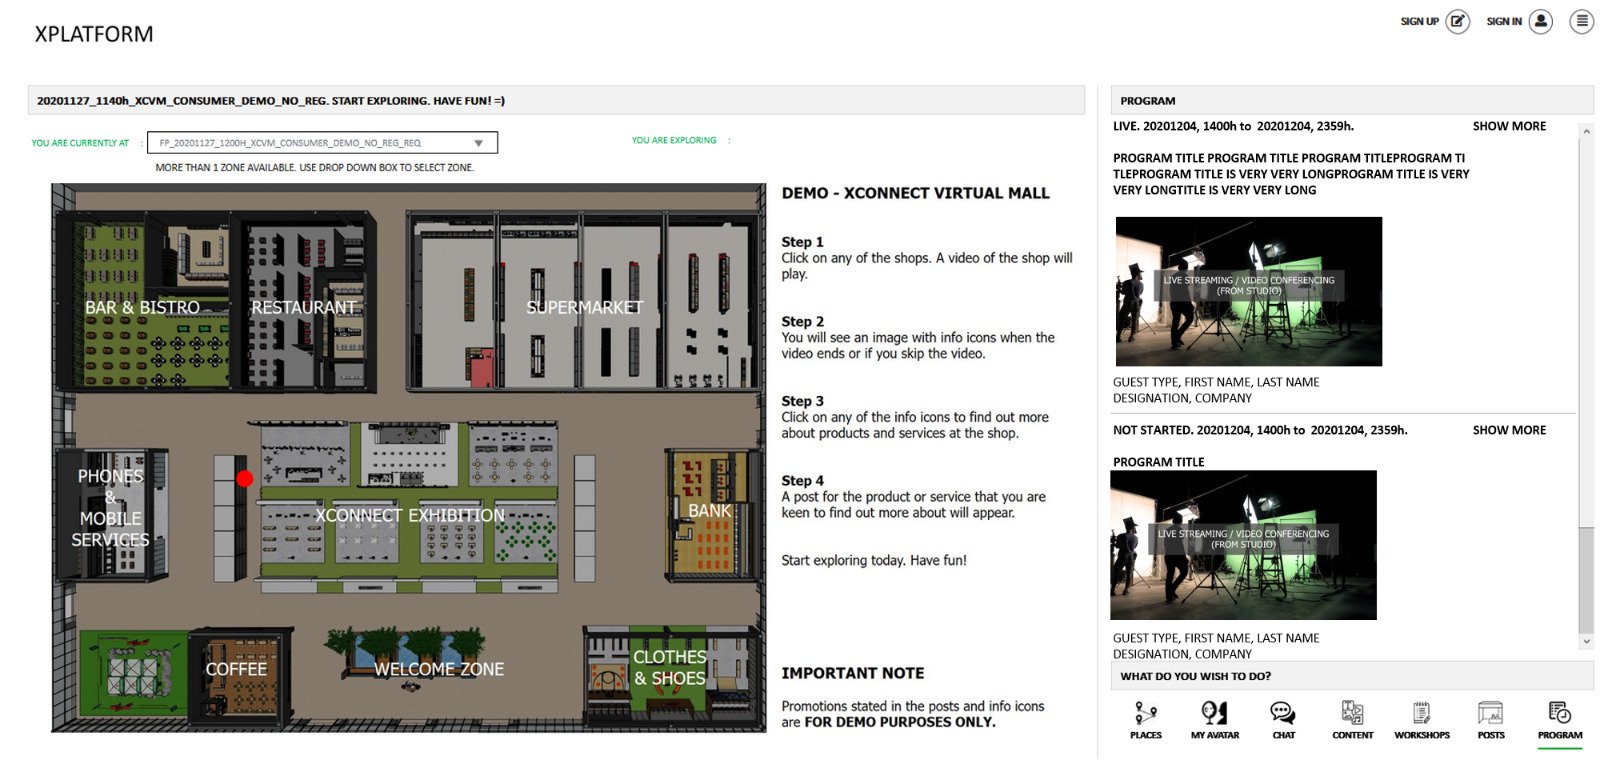 XPLATFORM
SIGN UP
SIGN IN
20201127_1140h_XCVM_CONSUMER_DEMO_NO_REG. START EXPLORING. HAVE FUN! =)
YOU ARE CURRENTLY AT :
FP_20201127_1200H_XCVM_CONSUMER_DEMO_NO_REG_REQ
YOU ARE EXPLORING :
MORE THAN 1 ZONE AVAILABLE. USE DROP DOWN BOX TO SELECT ZONE.
BAR & BISTRO
RESTAURANT
SUPERMARKET
PHONES
&
MOBILE
SERVICES
XCONNECT EXHIBITION
BANK
COFFEE
WELCOME ZONE
CLOTHES
& SHOES
DEMO - XCONNECT VIRTUAL MALL
Step 1
Click on any of the shops. A video of the shop will
play.
Step 2
You will see an image with info icons when the
video ends or if you skip the video.
Step 3
Click on any of the info icons to find out more
about products and services at the shop.
Step 4
A post for the product or service that you are
keen to find out more about will appear.
Start exploring today. Have fun!
IMPORTANT NOTE
Promotions stated in the posts and info icons
are FOR DEMO PURPOSES ONLY.
PROGRAM
LIVE. 20201204, 1400h to 20201204, 2359h.
SHOW MORE
PROGRAM TITLE PROGRAM TITLE PROGRAM TITLEPROGRAM TI
TLEPROGRAM TITLE IS VERY VERY LONGPROGRAM TITLE IS VERY
VERY LONGTITLE IS VERY VERY LONG
LIVE STREAMING / VIDEO CONFERENCING
(FROM STUDIO)
GUEST TYPE, FIRST NAME, LAST NAME
DESIGNATION, COMPANY
NOT STARTED. 20201204, 1400h to 20201204, 2359h.
SHOW MORE
PROGRAM TITLE
LIVE STREAMING / VIDEO CONFERENCING
(FROM STUDIO)
GUEST TYPE, FIRST NAME, LAST NAME
DESIGNATION, COMPANY
WHAT DO YOU WISH TO DO?
PLACES
MY AVATAR
CHAT
CONTENT
WORKSHOPS
POSTS
PROGRAM